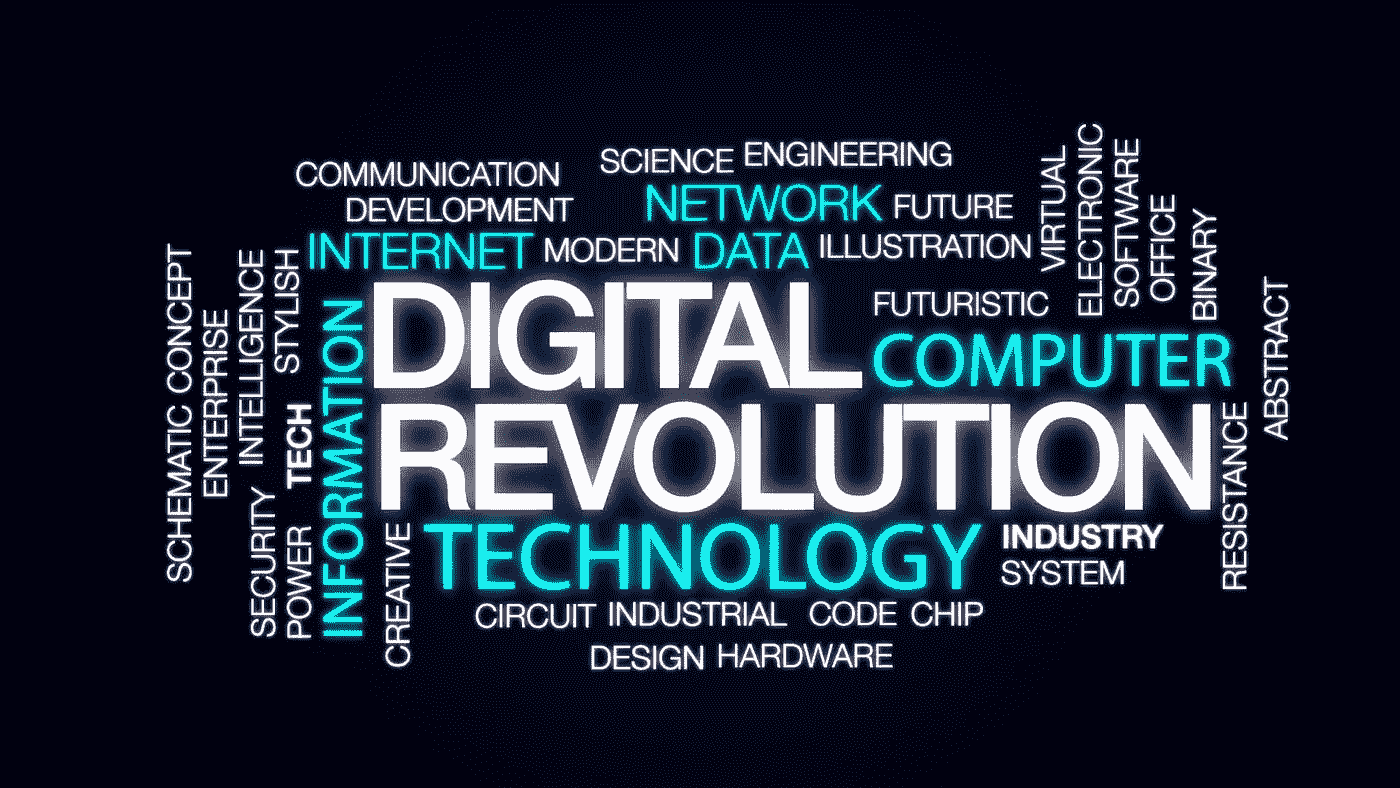 COMMUNICATION
SCIENCE ENGINEERING
DEVELOPMENT
NETWORK FUTURE
INTERNET MODERN DATA ILLUSTRATION
VIRTUAL
ELECTRONIC
SOFTWARE
OFFICE
BINARY
ABSTRACT
SCHEMATIC CONCEPT
ENTERPRISE
INTELLIGENCE
STYLISH
TECH
INFORMATION
SECURITY
POWER
CREATIVE
FUTURISTIC
DIGITAL COMPUTER
REVOLUTION
RESISTANCE
TECHNOLOGY INDUSTRY
SYSTEM
CIRCUIT INDUSTRIAL CODE CHIP
DESIGN HARDWARE